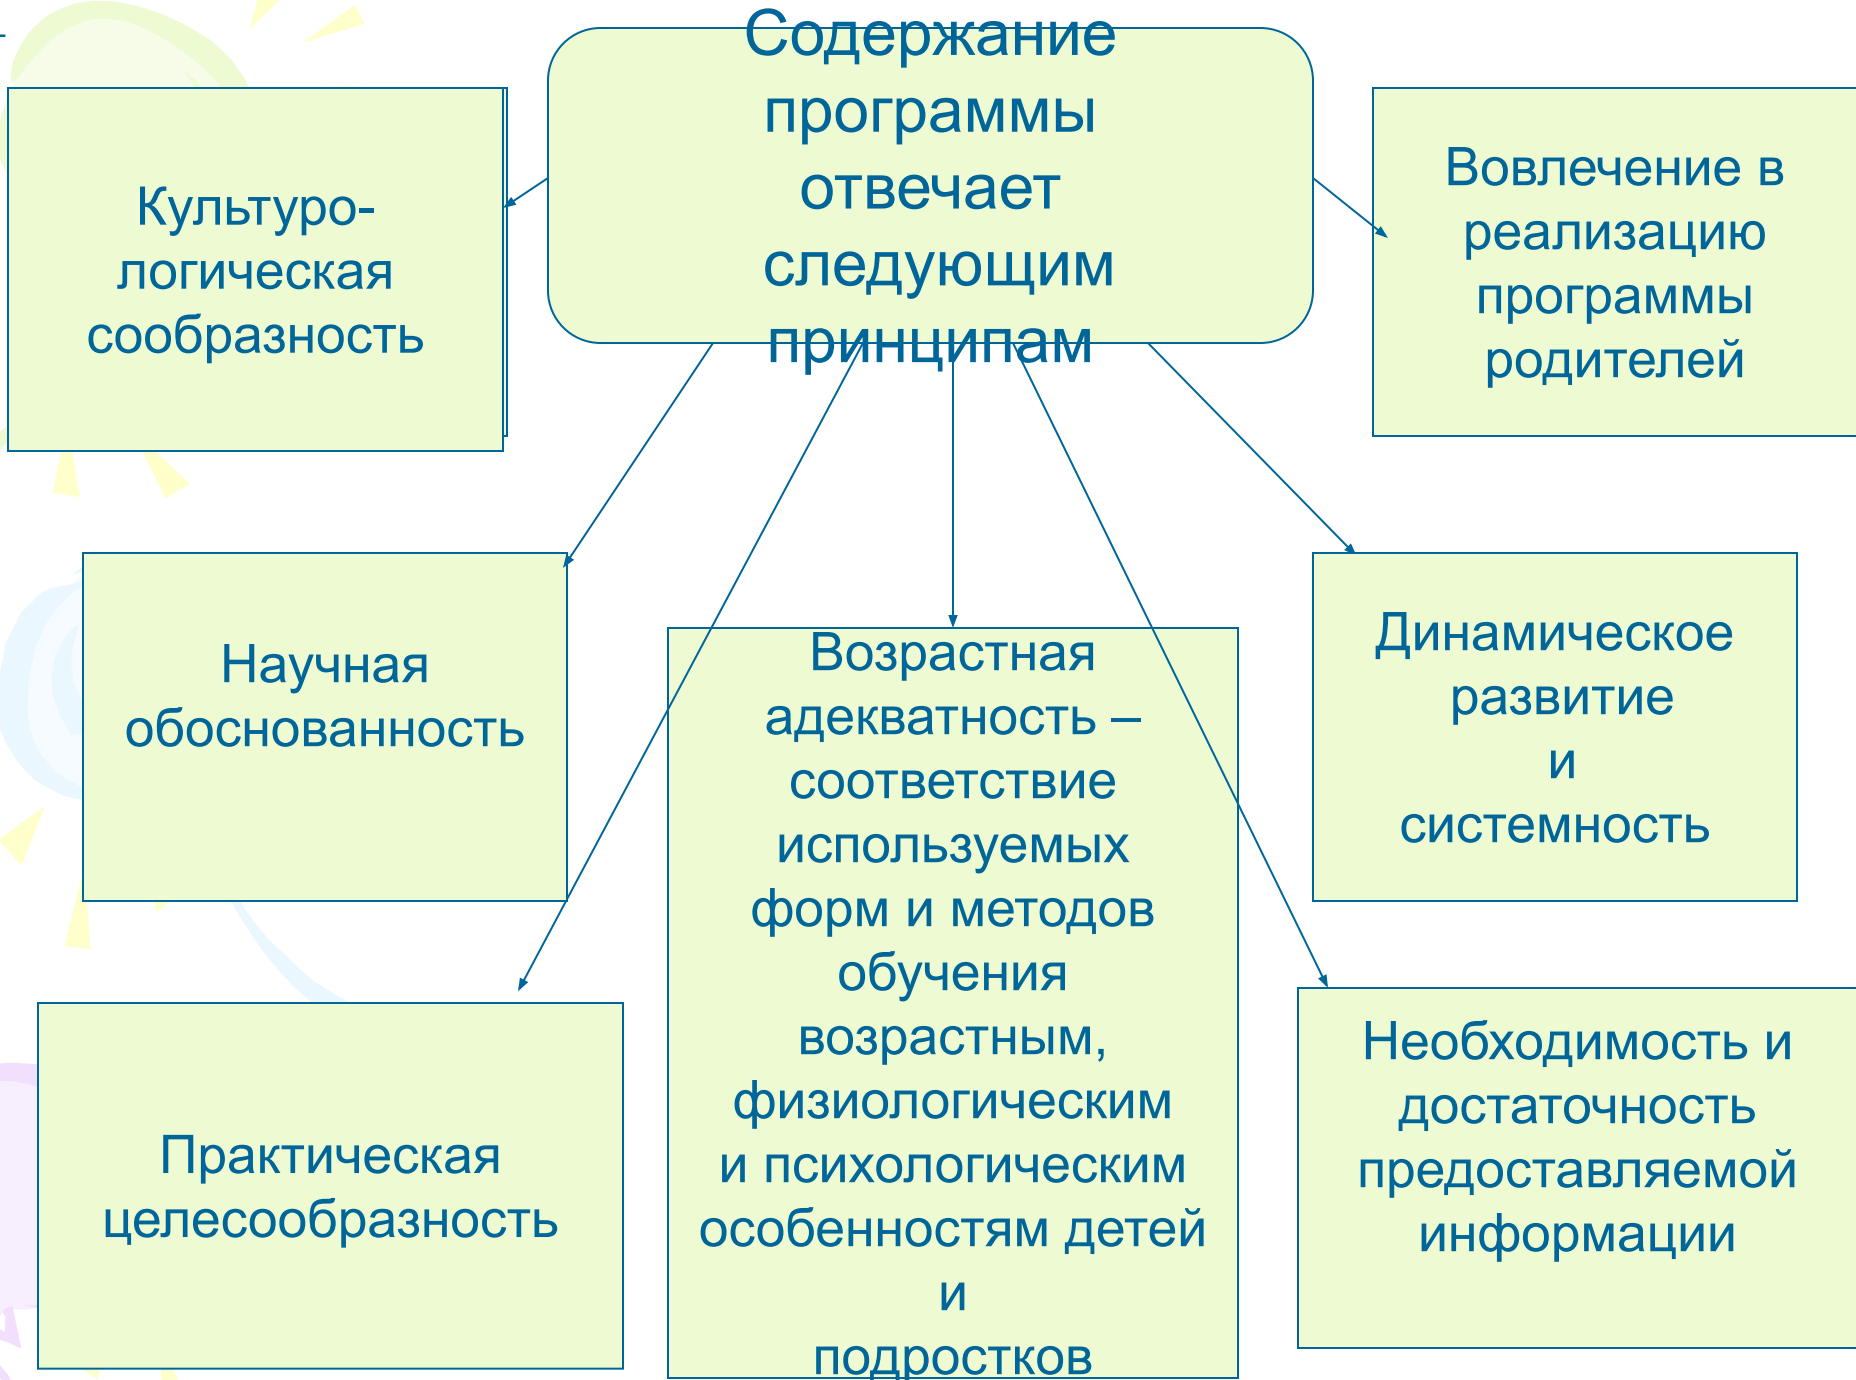 Содержание
программы
отвечает
следующим
принципам
Культуро-
логическая
сообразность
Вовлечение в
реализацию
программы
родителей
Научная
обоснованность
Динамическое
развитие
и
системность
Возрастная
адекватность –
соответствие
используемых
форм и методов
обучения
возрастным,
физиологическим
и психологическим
особенностям детей
и
подростков
Практическая
целесообразность
Необходимость и
достаточность
предоставляемой
информации